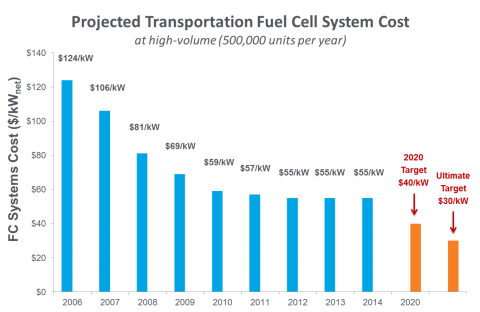 Projected Transportation Fuel Cell System Cost
at high-volume (500,000 units per year)
FC Systems Cost ($/kWnet)
$140
$120
$100
$80
$60
$40
$20
$0
$124/kW
$106/kW
$81/kW
$69/kW
$59/kW
$57/kW
$55/kW
$55/kW
$55/kW
2020
Target
$40/kW
Ultimate
Target
$30/kW
2006
2007
2008
2009
2010
2011
2012
2013
2014
2020